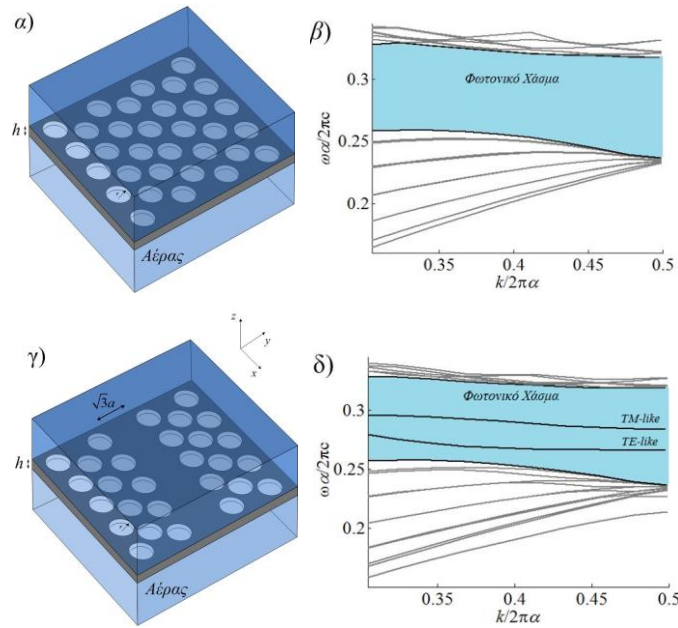 α)
h
r
Αέρας
β)
ωα/2πc
0.3
0.25
0.2
Φωτονικό Χάσμα
0.35
0.4
0.45
0.5
k/2πα
γ)
√3a
z
y
x
h
r
Αέρας
δ)
ωα/2πc
0.3
0.25
0.2
Φωτονικό Χάσμα
TM-like
TE-like
0.35
0.4
0.45
0.5
k/2πα